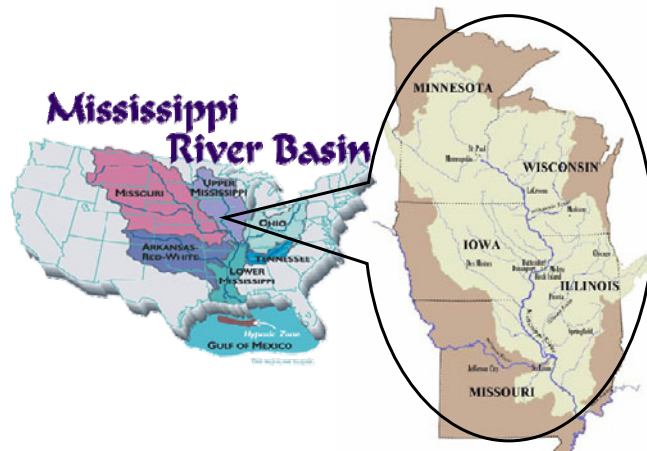 Mississippi
River Basin
MISSOURI
UPPER
MISSISSIPPI
OHIO
TENNESSEE
ARKANSAS-
RED-WHITE
LOWER
MISSISSIPPI
Hypoxic Zone
GULF OF MEXICO
MINNESOTA
St Paul
Minneapolis
WISCONSIN
LaCrosse
Madison
IOWA
Des Moines
Chicago
Bettendorf
Davenport
Moline
Rock Island
ILLINOIS
Peoria
Springfield
Jefferson City
St Louis
MISSOURI